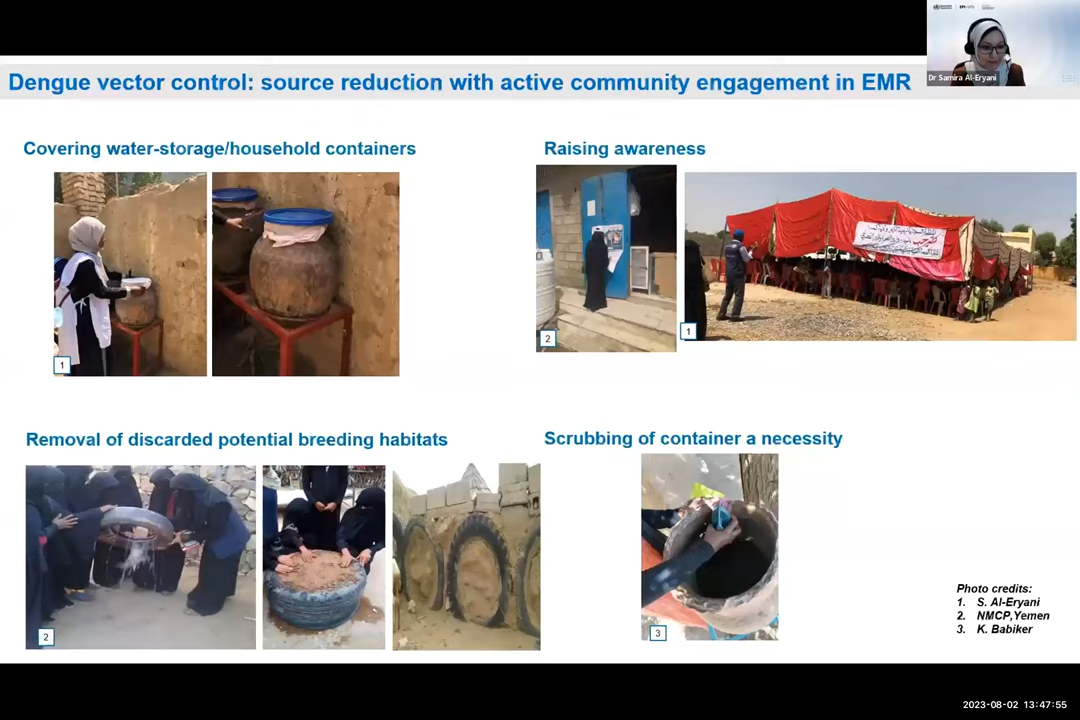 Dr Samira Al-Eryani
Dengue vector control: source reduction with active community engagement in EMR
Covering water-storage/household containers
Raising awareness
1
2
1
Removal of discarded potential breeding habitats
Scrubbing of container a necessity
2
3
Photo credits:
1. S. Al-Eryani
2. NMCP,Yemen
3. K. Babiker
2023-08-02 13:47:55